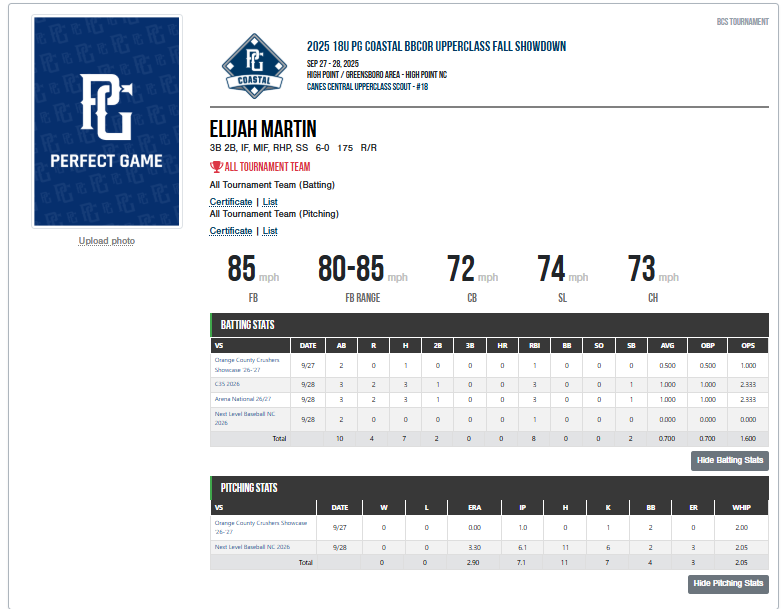 BCS TOURNAMENT
PG
PERFECT GAME
Upload photo
PG
COASTAL
2025 18U PG COASTAL BBCOR UPPERCLASS FALL SHOWDOWN
SEP 27 - 28, 2025
HIGH POINT / GREENSBORO AREA - HIGH POINT NC
CANES CENTRAL UPPERCLASS SCOUT - #18
ELIJAH MARTIN
3B 2B, IF, MIF, RHP, SS 6-0 175 R/R
ALL TOURNAMENT TEAM
All Tournament Team (Batting)
Certificate | List
All Tournament Team (Pitching)
Certificate | List
85 mph 80-85 mph 72 mph 74 mph 73 mph
FB FB RANGE CB SL CH
BATTING STATS
VS DATE AB R H 2B 3B HR RBI BB SO SB AVG OBP OPS
Orange County Crushers
Showcase '26-'27 9/27 2 0 1 0 0 0 1 0 0 0 0.500 0.500 1.000
C35 2026 9/28 3 2 3 1 0 0 3 0 0 1 1.000 1.000 2.333
Arena National 26/27 9/28 3 2 3 1 0 0 3 0 0 1 1.000 1.000 2.333
Next Level Baseball NC
2026 9/28 2 0 0 0 0 0 1 0 0 0 0.000 0.000 0.000
Total 10 4 7 2 0 0 8 0 0 2 0.700 0.700 1.600
Hide Batting Stats
PITCHING STATS
VS DATE W L ERA IP H K BB ER WHIP
Orange County Crushers Showcase
'26-'27 9/27 0 0 0.00 1.0 0 1 2 0 2.00
Next Level Baseball NC 2026 9/28 0 0 3.30 6.1 11 6 2 3 2.05
Total 0 0 2.90 7.1 11 7 4 3 2.05
Hide Pitching Stats